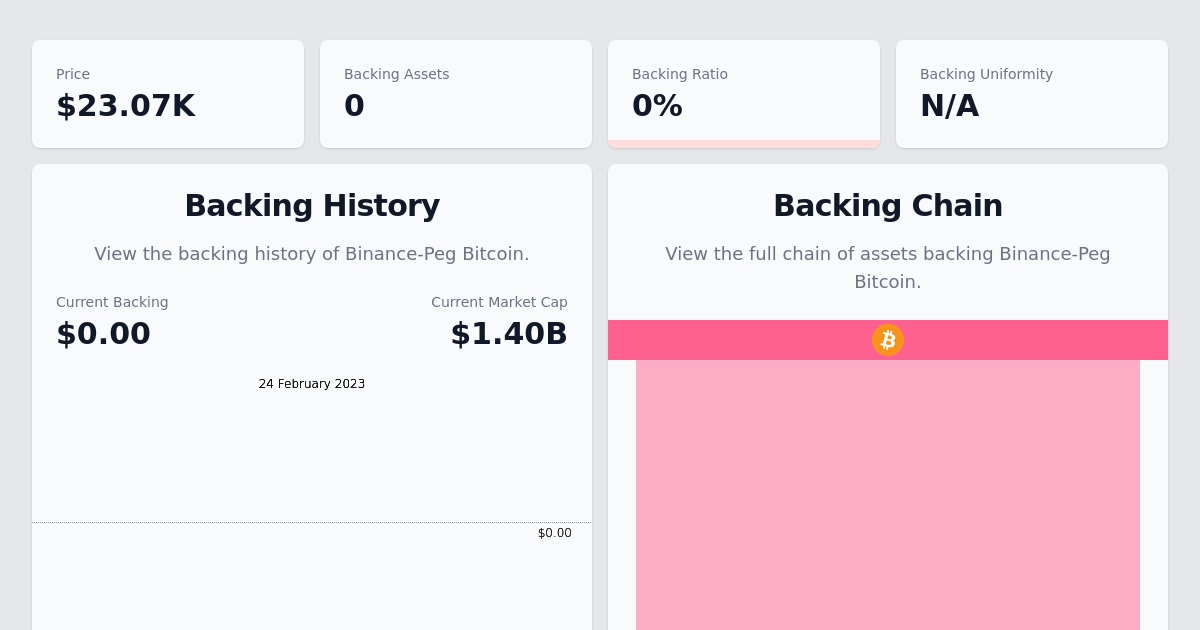 Price
$23.07K
Backing Assets
0
Backing Ratio
0%
Backing Uniformity
N/A
Backing History
View the backing history of Binance-Peg Bitcoin.
Current Backing
$0.00
Current Market Cap
$1.40B
24 February 2023
$0.00
Backing Chain
View the full chain of assets backing Binance-Peg
Bitcoin.